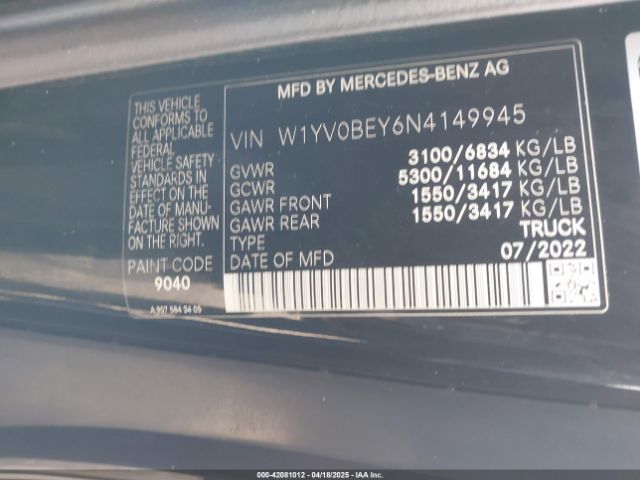 MFD BY MERCEDES-BENZ AG
THIS VEHICLE
CONFORMS TO
ALL APPLICABLE
FEDERAL
VEHICLE SAFETY
STANDARDS IN
EFFECT ON THE
DATE OF MANU-
FACTURE SHOWN
ON THE RIGHT.
PAINT CODE
9040
A 907 584 34 05
VIN W1YV0BEY6N4149945
GVWR 3100/6834 KG/LB
GCWR 5300/11684 KG/LB
GAWR FRONT 1550/3417 KG/LB
GAWR REAR 1550/3417 KG/LB
TYPE TRUCK
DATE OF MFD 07/2022
000-42081012 - 04/18/2025 - IAA Inc.